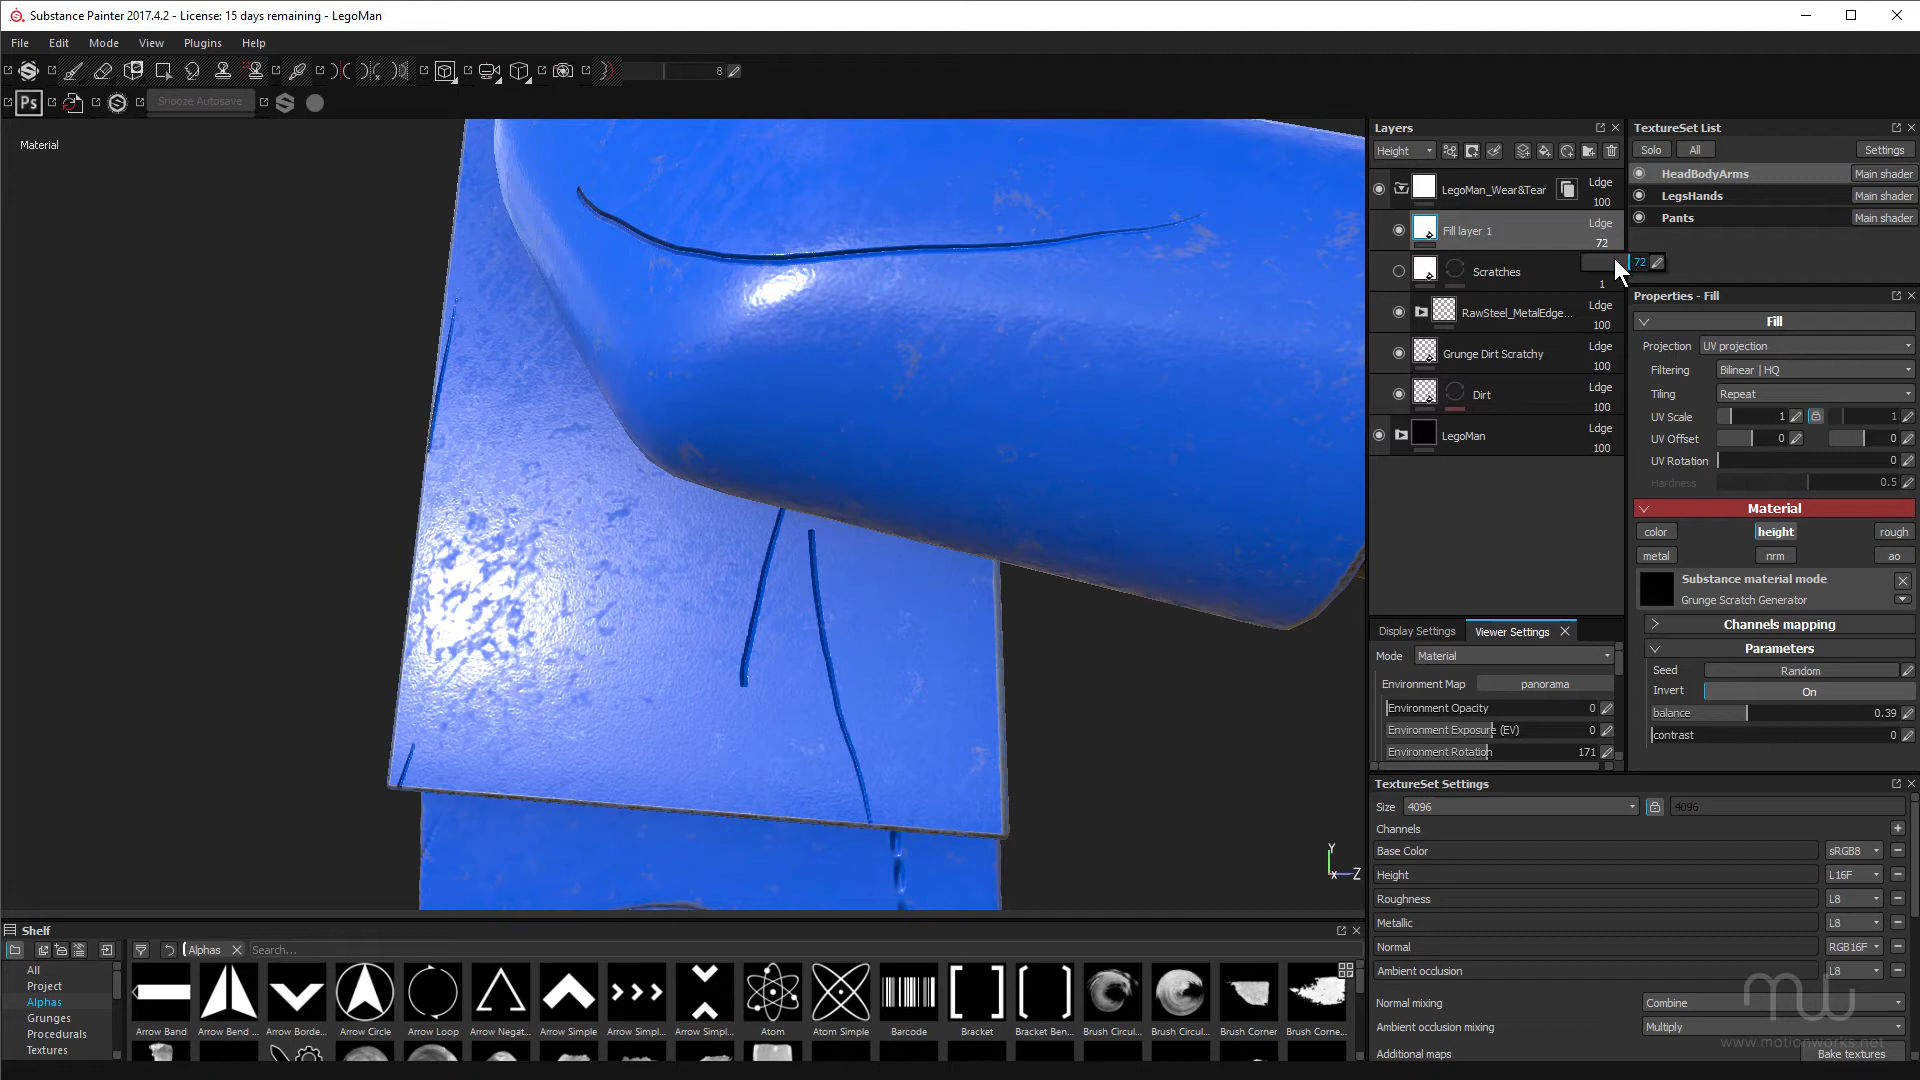 Substance Painter 2017.4.2 - License: 15 days remaining - LegoMan
File Edit Mode View Plugins Help
8
Ps Snooze Autosave
Material
Layers
Height
LegoMan_Wear&Tear Ldge 100
Fill layer 1 Ldge 72
72
Scratches 1
RawSteel_MetalEdge... Ldge 100
Grunge Dirt Scratchy Ldge 100
Dirt Ldge 100
LegoMan Ldge 100
TextureSet List
Solo All Settings
HeadBodyArms Main shader
LegsHands Main shader
Pants Main shader
Properties - Fill
Fill
Projection UV projection
Filtering Bilinear | HQ
Tiling Repeat
UV Scale 1 1
UV Offset 0 0
UV Rotation 0
Hardness 0.5
Material
color height rough
metal nrm ao
Substance material mode
Grunge Scratch Generator
Channels mapping
Parameters
Seed Random
Invert On
balance 0.39
contrast 0
Display Settings Viewer Settings
Mode Material
Environment Map panorama
Environment Opacity 0
Environment Exposure (EV) 0
Environment Rotation 171
TextureSet Settings
Size 4096 4096
Channels
Base Color sRGB8
Height L16F
Roughness L8
Metallic L8
Normal RGB16F
Ambient occlusion L8
Normal mixing Combine
Ambient occlusion mixing Multiply
Additional maps Bake textures
www.motionworks.net
Y
X Z
Shelf
Alphas Search...
All
Project
Alphas
Grunges
Procedurals
Textures
Arrow Band Arrow Bend ... Arrow Borde... Arrow Circle Arrow Loop Arrow Negat... Arrow Simple Arrow Simpl... Arrow Simpl... Atom Atom Simple Barcode Bracket Bracket Ben... Brush Circul... Brush Circul... Brush Corner Brush Corne...